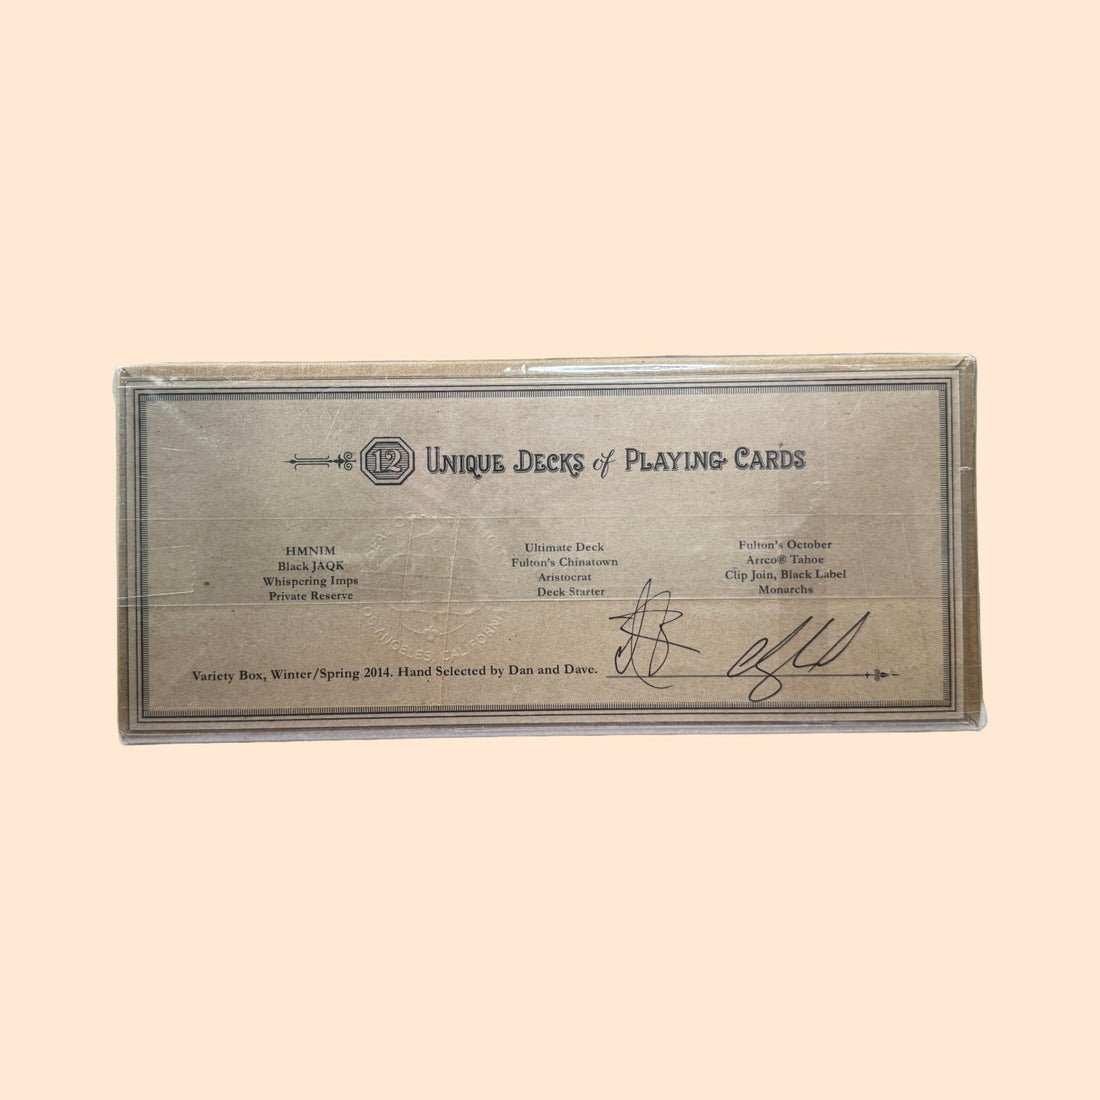 12 UNIQUE DECKS of PLAYING CARDS
HMNIM
Black JAQK
Whispering Imps
Private Reserve
Ultimate Deck
Fulton's Chinatown
Aristocrat
Deck Starter
Fulton's October
Arrco® Tahoe
Clip Join, Black Label
Monarchs
ANGELES, CALIFORNIA
Variety Box, Winter/Spring 2014. Hand Selected by Dan and Dave.